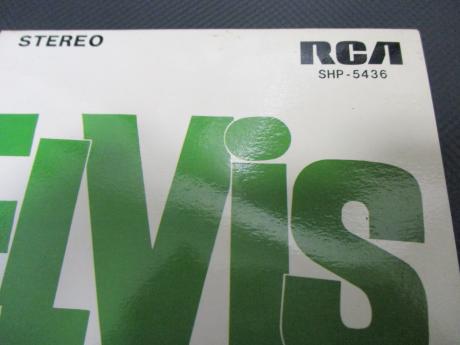 STEREO
RCA
SHP-5436
ELViS